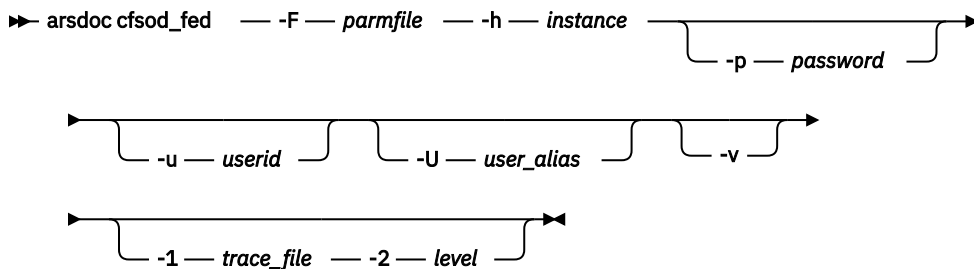 arsdoc cfsod_fed -F parmfile -h instance
-p password
-u userid -U user_alias -v
-1 trace_file -2 level